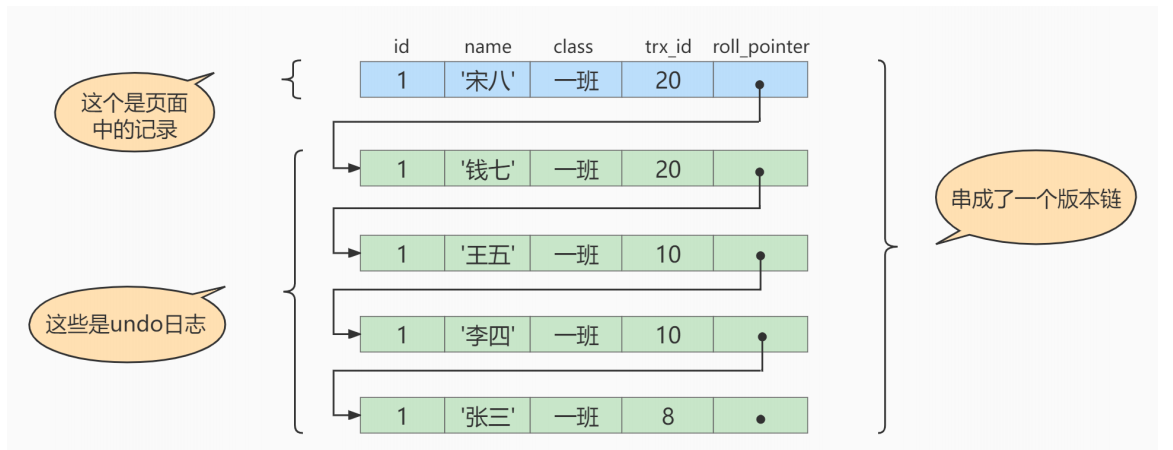 id name class trx_id roll_pointer
1 '宋八' 一班 20
这个是页面
中的记录
1 '钱七' 一班 20
串成了一个版本链
1 '王五' 一班 10
这些是undo日志
1 '李四' 一班 10
1 '张三' 一班 8